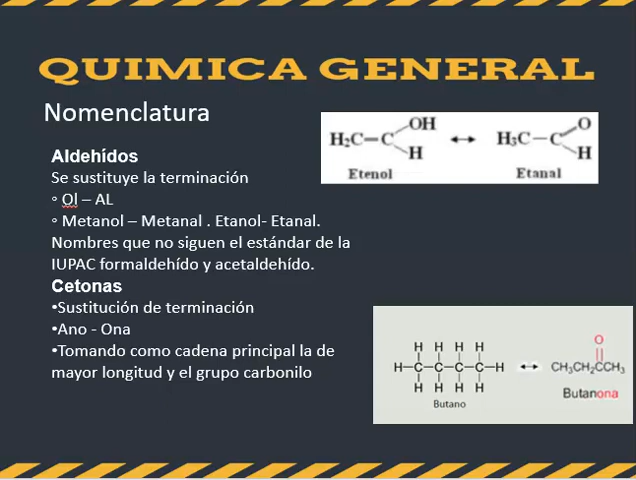 QUIMICA GENERAL
Nomenclatura
Aldehídos
Se sustituye la terminación
◦ Ol – AL
◦ Metanol – Metanal . Etanol- Etanal.
Nombres que no siguen el estándar de la
IUPAC formaldehído y acetaldehído.
Cetonas
•Sustitución de terminación
•Ano - Ona
•Tomando como cadena principal la de
mayor longitud y el grupo carbonilo
OH
H₂C=C
H
Etenol
O
H₃C–C
H
Etanal
H H H H
H–C–C–C–C–H
H H H H
Butano
O
CH₃CH₂CCH₃
Butanona